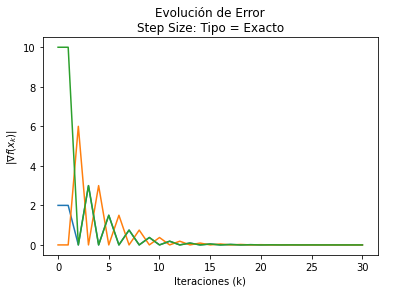 Evolución de Error
Step Size: Tipo = Exacto
|∇f(x_k)|
10
8
6
4
2
0
0 5 10 15 20 25 30
Iteraciones (k)